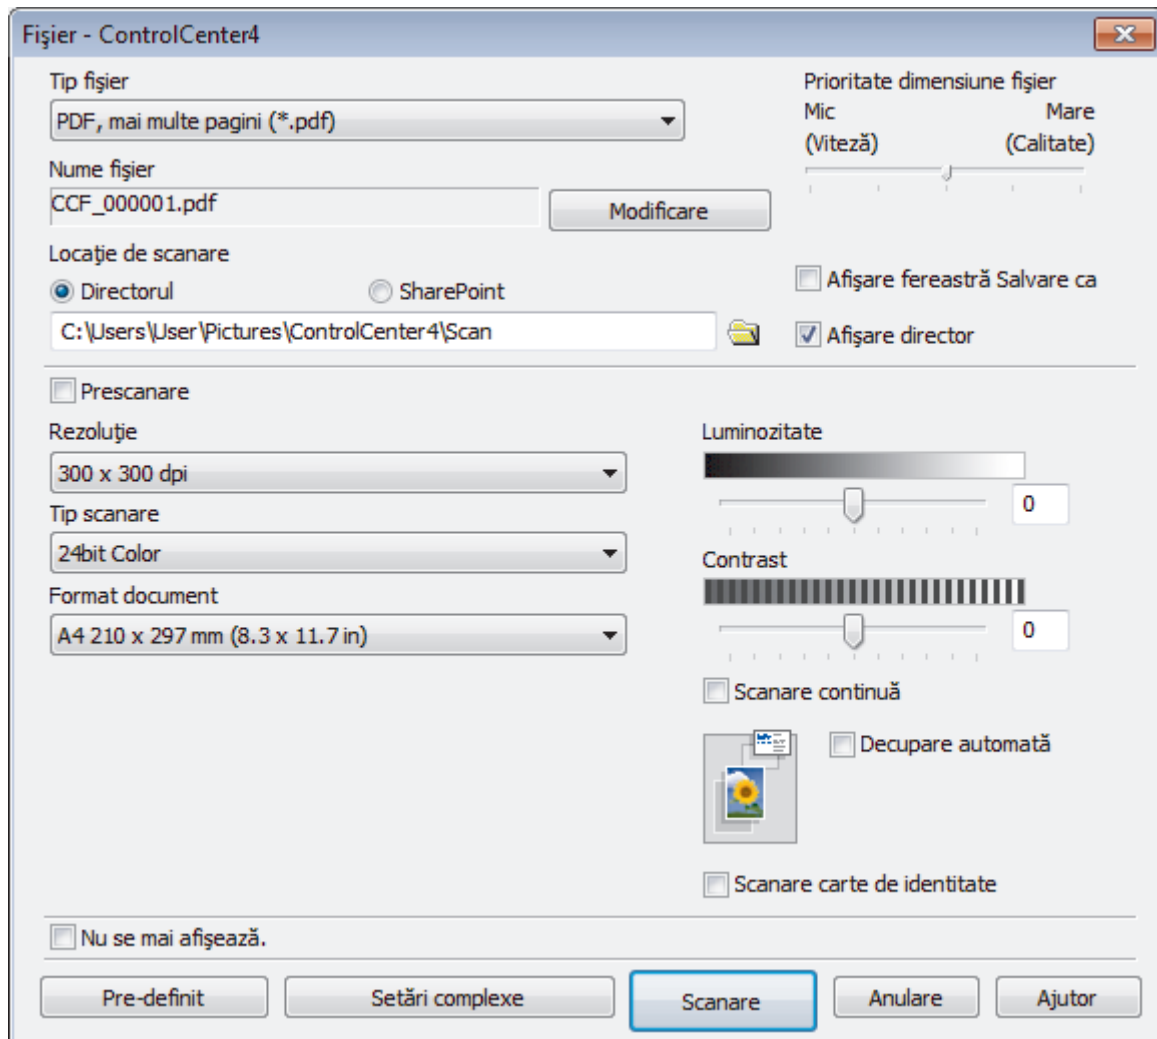 Fişier - ControlCenter4
Tip fişier
PDF, mai multe pagini (*.pdf)
Prioritate dimensiune fişier
Mic Mare
(Viteză) (Calitate)
Nume fişier
CCF_000001.pdf
Modificare
Locaţie de scanare
Directorul SharePoint
C:\Users\User\Pictures\ControlCenter4\Scan
Afişare fereastră Salvare ca
Afişare director
Prescanare
Rezoluţie
300 x 300 dpi
Tip scanare
24bit Color
Format document
A4 210 x 297 mm (8.3 x 11.7 in)
Luminozitate
0
Contrast
0
Scanare continuă
Decupare automată
Scanare carte de identitate
Nu se mai afişează.
Pre-definit Setări complexe Scanare Anulare Ajutor